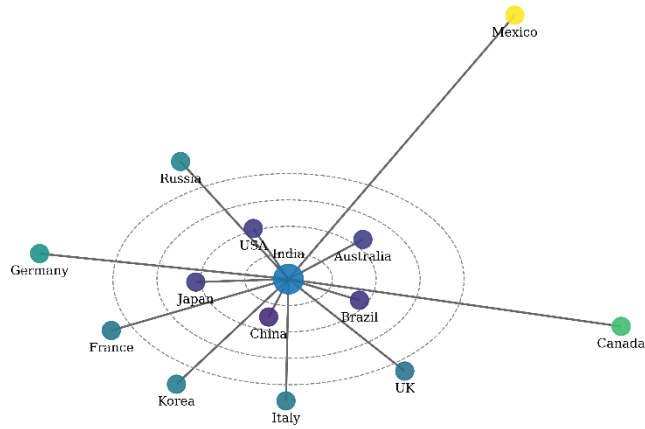 Mexico
Russia
USA
India
Australia
Germany
Japan
Brazil
China
France
Canada
Korea
UK
Italy